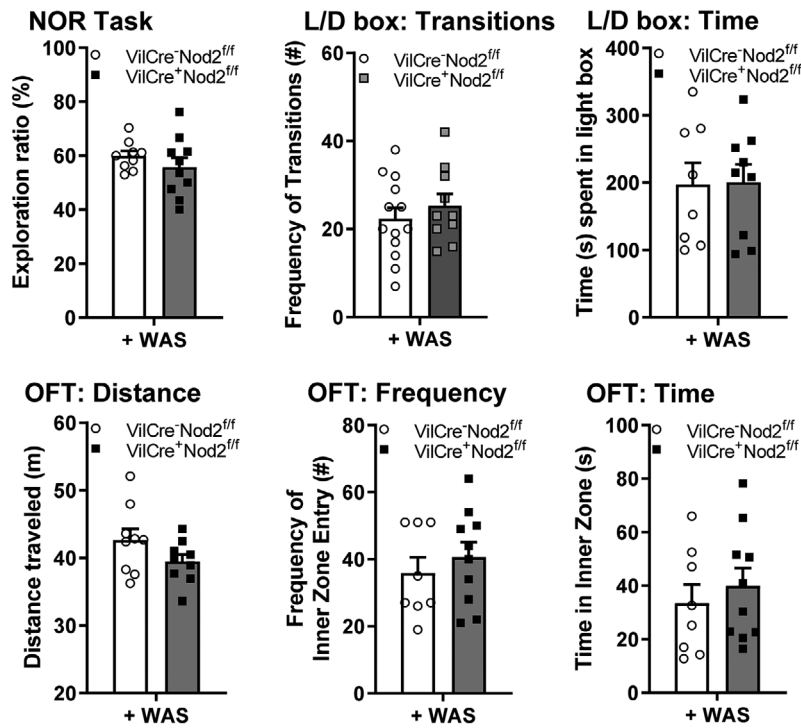 NOR Task
VilCre⁻Nod2ᶠ/ᶠ
VilCre⁺Nod2ᶠ/ᶠ
Exploration ratio (%)
100
80
60
40
20
0
+ WAS
L/D box: Transitions
VilCre⁻Nod2ᶠ/ᶠ
VilCre⁺Nod2ᶠ/ᶠ
Frequency of Transitions (#)
60
40
20
0
+ WAS
L/D box: Time
VilCre⁻Nod2ᶠ/ᶠ
VilCre⁺Nod2ᶠ/ᶠ
Time (s) spent in light box
400
300
200
100
0
+ WAS
OFT: Distance
VilCre⁻Nod2ᶠ/ᶠ
VilCre⁺Nod2ᶠ/ᶠ
Distance traveled (m)
60
50
40
30
20
+ WAS
OFT: Frequency
VilCre⁻Nod2ᶠ/ᶠ
VilCre⁺Nod2ᶠ/ᶠ
Frequency of
Inner Zone Entry (#)
80
60
40
20
0
+ WAS
OFT: Time
VilCre⁻Nod2ᶠ/ᶠ
VilCre⁺Nod2ᶠ/ᶠ
Time in Inner Zone (s)
100
80
60
40
20
0
+ WAS